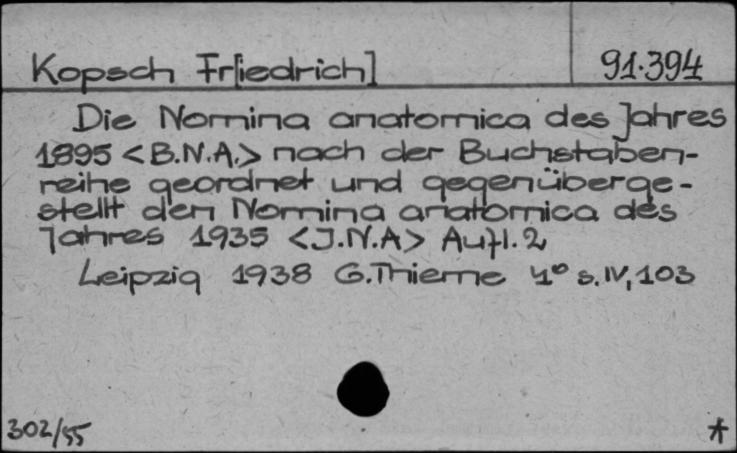 Kopsch Fr[iedrich] 91.394
Die Nomina anatomica des Jahres
1895 <B.N.A.> nach der Buchstaben-
reihe geordnet und gegenüberge-
stellt den Nomina anatomica des
Jahres 1935 <J.N.A> Aufl. 2
Leipzig 1938 G.Thieme 4° s. IV, 103
302/55 *